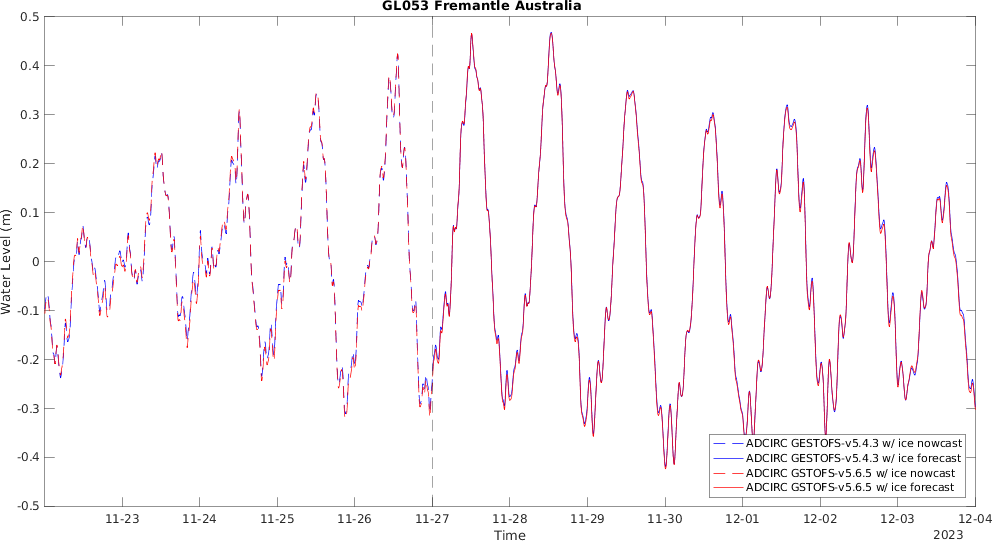 GL053 Fremantle Australia
0.5
0.4
0.3
0.2
0.1
0
-0.1
-0.2
-0.3
-0.4
-0.5
Water Level (m)
ADCIRC GESTOFS-v5.4.3 w/ ice nowcast
ADCIRC GESTOFS-v5.4.3 w/ ice forecast
ADCIRC GSTOFS-v5.6.5 w/ ice nowcast
ADCIRC GSTOFS-v5.6.5 w/ ice forecast
11-23 11-24 11-25 11-26 11-27 11-28 11-29 11-30 12-01 12-02 12-03 12-04
Time
2023